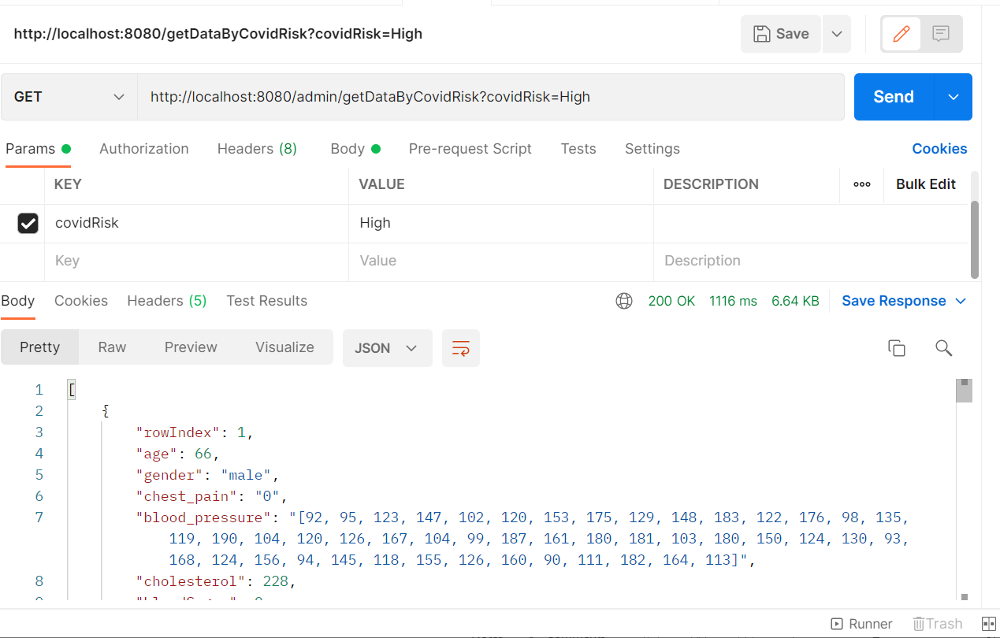 http://localhost:8080/getDataByCovidRisk?covidRisk=High
Save
GET
http://localhost:8080/admin/getDataByCovidRisk?covidRisk=High
Send
Params Authorization Headers (8) Body Pre-request Script Tests Settings Cookies
KEY VALUE DESCRIPTION ooo Bulk Edit
covidRisk High
Key Value Description
Body Cookies Headers (5) Test Results 200 OK 1116 ms 6.64 KB Save Response
Pretty Raw Preview Visualize JSON
1 [
2 {
3 "rowIndex": 1,
4 "age": 66,
5 "gender": "male",
6 "chest_pain": "0",
7 "blood_pressure": "[92, 95, 123, 147, 102, 120, 153, 175, 129, 148, 183, 122, 176, 98, 135,
119, 190, 104, 120, 126, 167, 104, 99, 187, 161, 180, 181, 103, 180, 150, 124, 130, 93,
168, 124, 156, 94, 145, 118, 155, 126, 160, 90, 111, 182, 164, 113]",
8 "cholesterol": 228,
Runner Trash